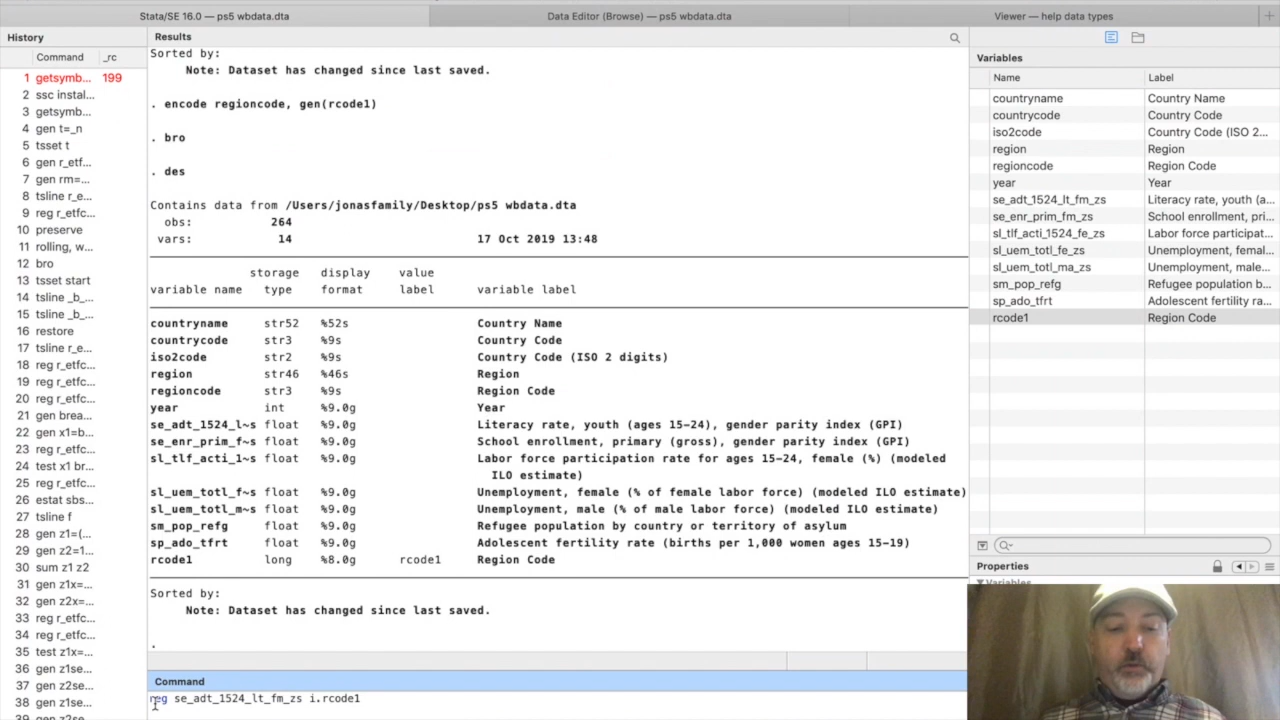 Stata/SE 16.0 — ps5 wbdata.dta
Data Editor (Browse) — ps5 wbdata.dta
Viewer — help data types
History
Command _rc
1 getsymb... 199
2 ssc instal...
3 getsymb...
4 gen t=_n
5 tsset t
6 gen r_etf...
7 gen rm=...
8 tsline r_e...
9 reg r_etfc...
10 preserve
11 rolling, w...
12 bro
13 tsset start
14 tsline _b_...
15 tsline _b_...
16 restore
17 tsline r_e...
18 reg r_etfc...
19 reg r_etfc...
20 reg r_etfc...
21 gen brea...
22 gen x1=b...
23 reg r_etfc...
24 test x1 br...
25 reg r_etfc...
26 estat sbs...
27 tsline f
28 gen z1=(...
29 gen z2=1...
30 sum z1 z2
31 gen z1x=...
32 gen z2x=...
33 reg r_etfc...
34 reg r_etfc...
35 test z1x=...
36 gen z1se...
37 gen z2se...
38 gen z1se...
39 gen z2se...
Results
Sorted by:
Note: Dataset has changed since last saved.
. encode regioncode, gen(rcode1)
. bro
. des
Contains data from /Users/jonasfamily/Desktop/ps5 wbdata.dta
obs: 264
vars: 14 17 Oct 2019 13:48
storage display value
variable name type format label variable label
countryname str52 %52s Country Name
countrycode str3 %9s Country Code
iso2code str2 %9s Country Code (ISO 2 digits)
region str46 %46s Region
regioncode str3 %9s Region Code
year int %9.0g Year
se_adt_1524_l~s float %9.0g Literacy rate, youth (ages 15-24), gender parity index (GPI)
se_enr_prim_f~s float %9.0g School enrollment, primary (gross), gender parity index (GPI)
sl_tlf_acti_1~s float %9.0g Labor force participation rate for ages 15-24, female (%) (modeled
ILO estimate)
sl_uem_totl_f~s float %9.0g Unemployment, female (% of female labor force) (modeled ILO estimate)
sl_uem_totl_m~s float %9.0g Unemployment, male (% of male labor force) (modeled ILO estimate)
sm_pop_refg float %9.0g Refugee population by country or territory of asylum
sp_ado_tfrt float %9.0g Adolescent fertility rate (births per 1,000 women ages 15-19)
rcode1 long %8.0g rcode1 Region Code
Sorted by:
Note: Dataset has changed since last saved.
.
Command
reg se_adt_1524_lt_fm_zs i.rcode1
Variables
Name Label
countryname Country Name
countrycode Country Code
iso2code Country Code (ISO 2...
region Region
regioncode Region Code
year Year
se_adt_1524_lt_fm_zs Literacy rate, youth (a...
se_enr_prim_fm_zs School enrollment, pri...
sl_tlf_acti_1524_fe_zs Labor force participat...
sl_uem_totl_fe_zs Unemployment, femal...
sl_uem_totl_ma_zs Unemployment, male...
sm_pop_refg Refugee population b...
sp_ado_tfrt Adolescent fertility ra...
rcode1 Region Code
Properties
Variables